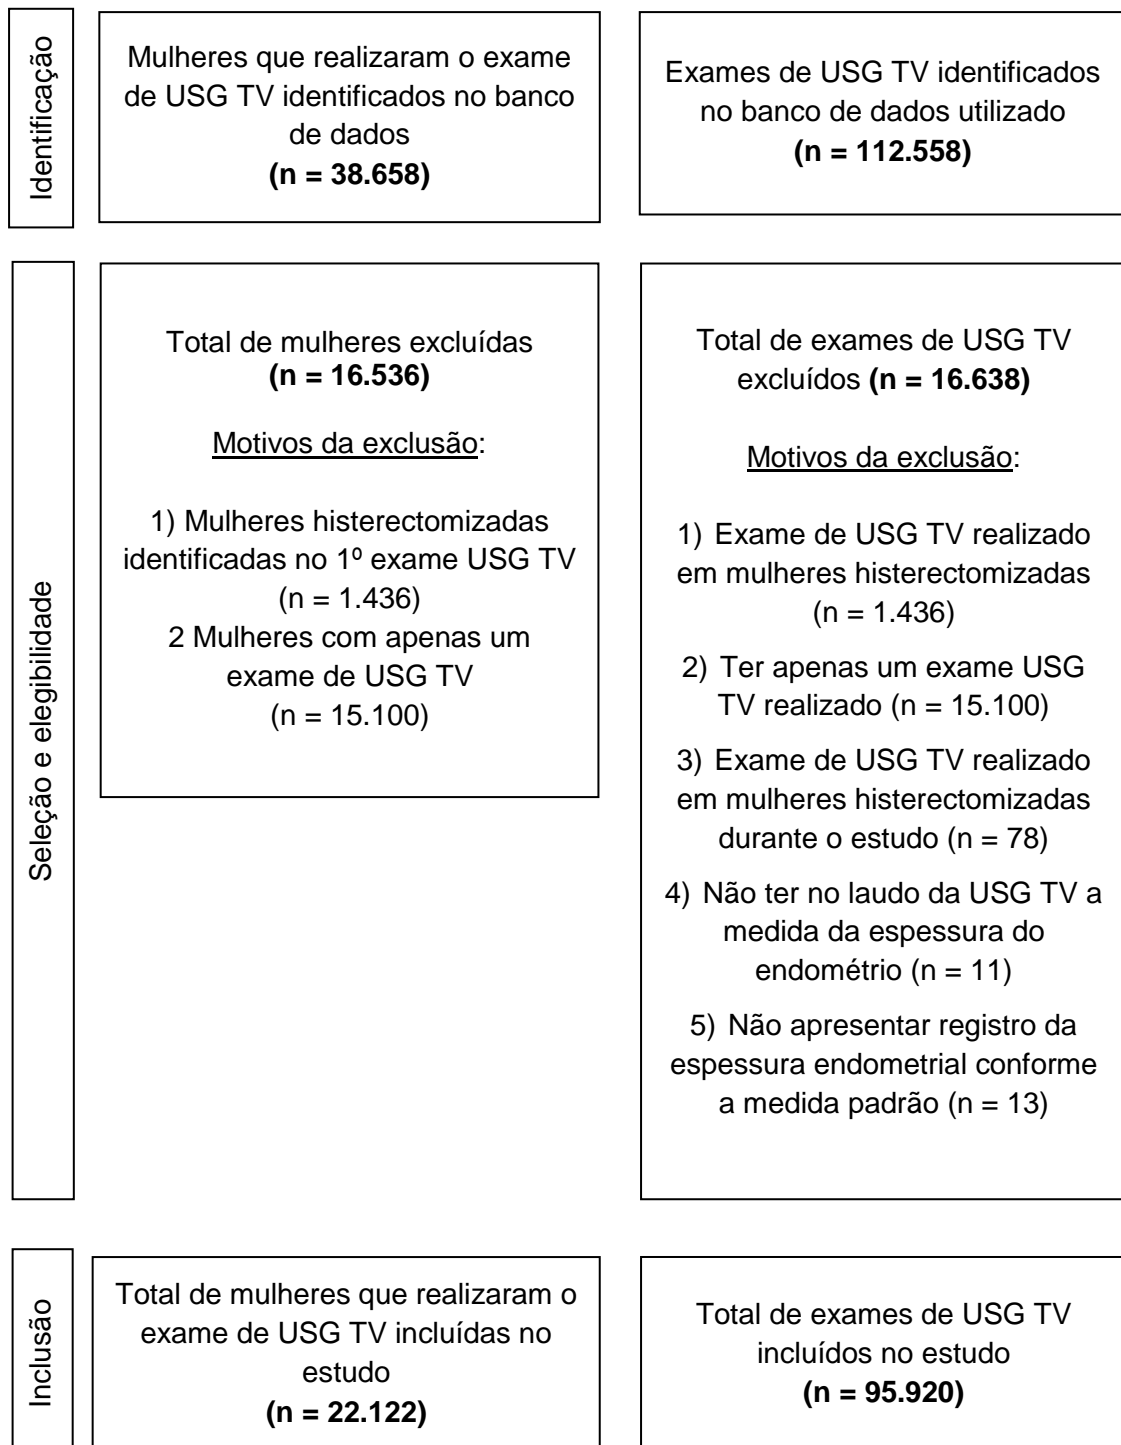 Identificação
Mulheres que realizaram o exame
de USG TV identificados no banco
de dados
(n = 38.658)
Exames de USG TV identificados
no banco de dados utilizado
(n = 112.558)
Seleção e elegibilidade
Total de mulheres excluídas
(n = 16.536)
Motivos da exclusão:
1) Mulheres histerectomizadas
identificadas no 1º exame USG TV
(n = 1.436)
2 Mulheres com apenas um
exame de USG TV
(n = 15.100)
Total de exames de USG TV
excluídos (n = 16.638)
Motivos da exclusão:
1) Exame de USG TV realizado
em mulheres histerectomizadas
(n = 1.436)
2) Ter apenas um exame USG
TV realizado (n = 15.100)
3) Exame de USG TV realizado
em mulheres histerectomizadas
durante o estudo (n = 78)
4) Não ter no laudo da USG TV a
medida da espessura do
endométrio (n = 11)
5) Não apresentar registro da
espessura endometrial conforme
a medida padrão (n = 13)
Inclusão
Total de mulheres que realizaram o
exame de USG TV incluídas no
estudo
(n = 22.122)
Total de exames de USG TV
incluídos no estudo
(n = 95.920)